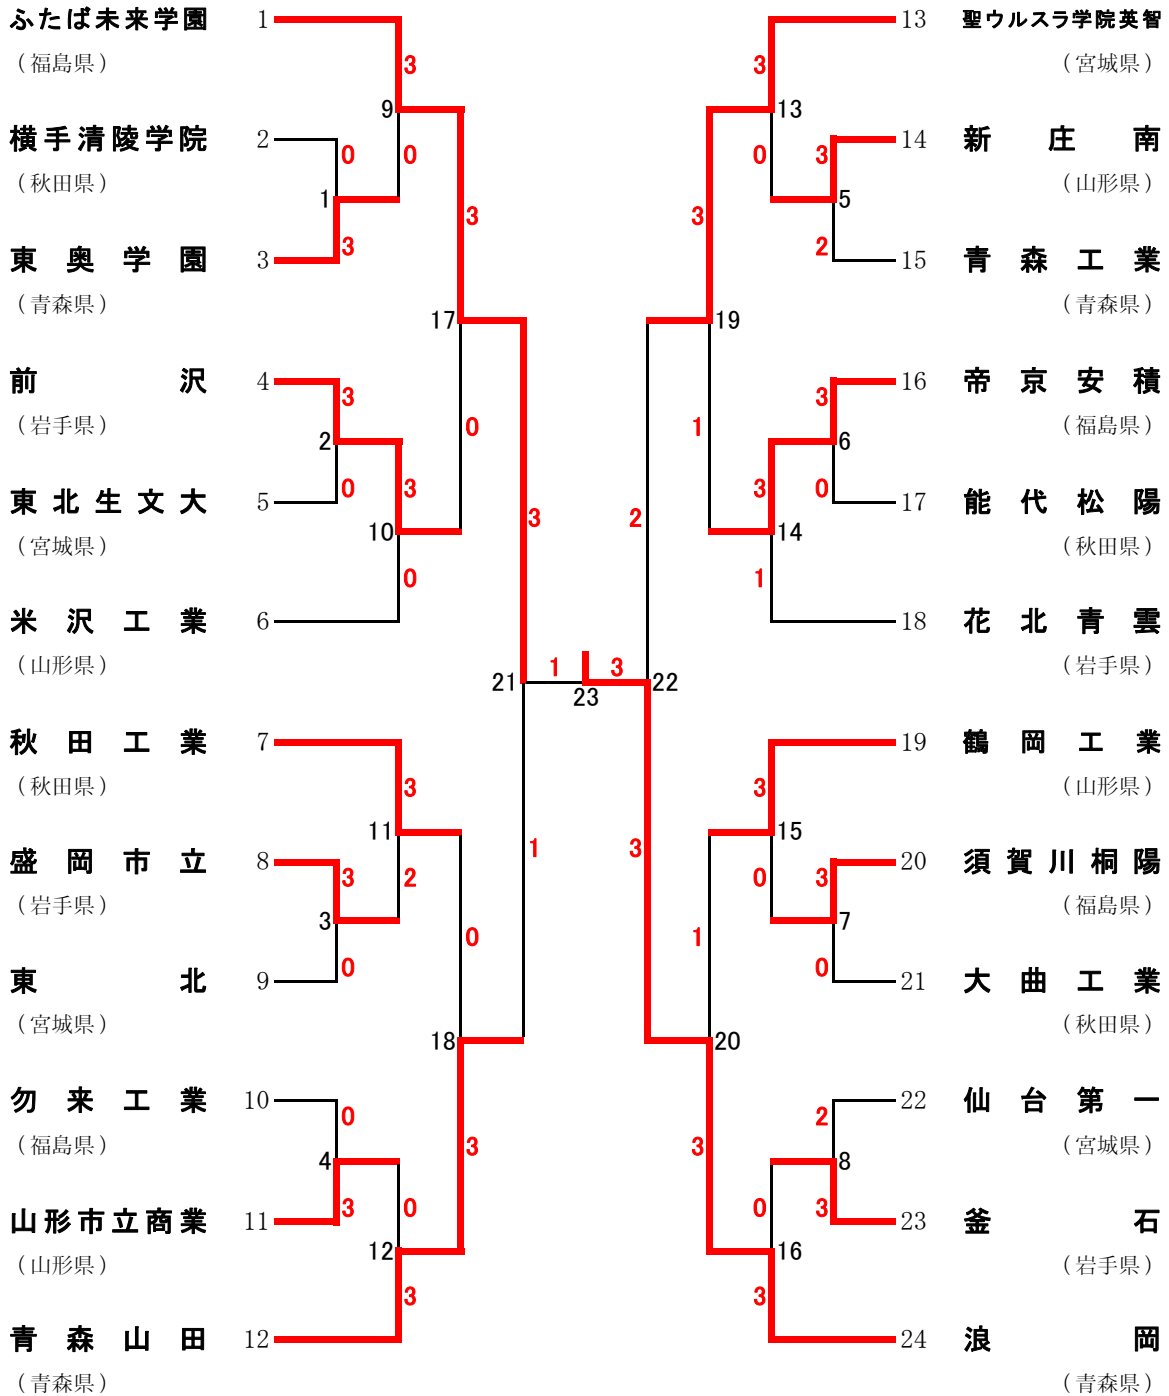 ふたば未来学園 1 13 聖ウルスラ学院英智
（福島県） 3 3 （宮城県）
9 13
横手清陵学院 2 14 新庄南
0 0 0 3
（秋田県） （山形県）
1 5
3 3
3 2
東奥学園 3 15 青森工業
（青森県） （青森県）
17 19
前沢 4 16 帝京安積
3 3
（岩手県） 0 1 （福島県）
2 6
0 3 3 0
東北生文大 5 17 能代松陽
3 2
10 14
（宮城県） （秋田県）
0 1
米沢工業 6 18 花北青雲
（山形県） （岩手県）
1 3
21 23 22
秋田工業 7 19 鶴岡工業
（秋田県） 3 3 （山形県）
11 15
1 3
盛岡市立 8 20 須賀川桐陽
3 2 0 3
（岩手県） （福島県）
3 7
0 1
0 0
東北 9 21 大曲工業
（宮城県） （秋田県）
18 20
勿来工業 10 22 仙台第一
0 2
（福島県） 3 3 （宮城県）
4 8
3 0 0 3
山形市立商業 11 23 釜石
12 16
（山形県） （岩手県）
3 3
青森山田 12 24 浪岡
（青森県） （青森県）